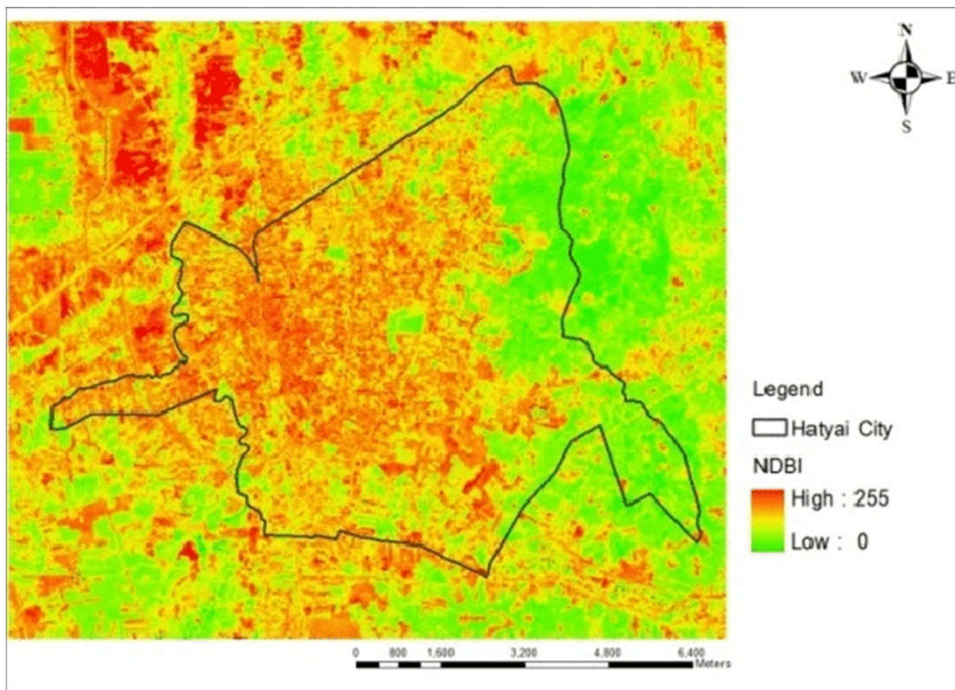 N
W E
S
Legend
Hatyai City
NDBI
High : 255
Low : 0
0 800 1,600 3,200 4,800 6,400
Meters